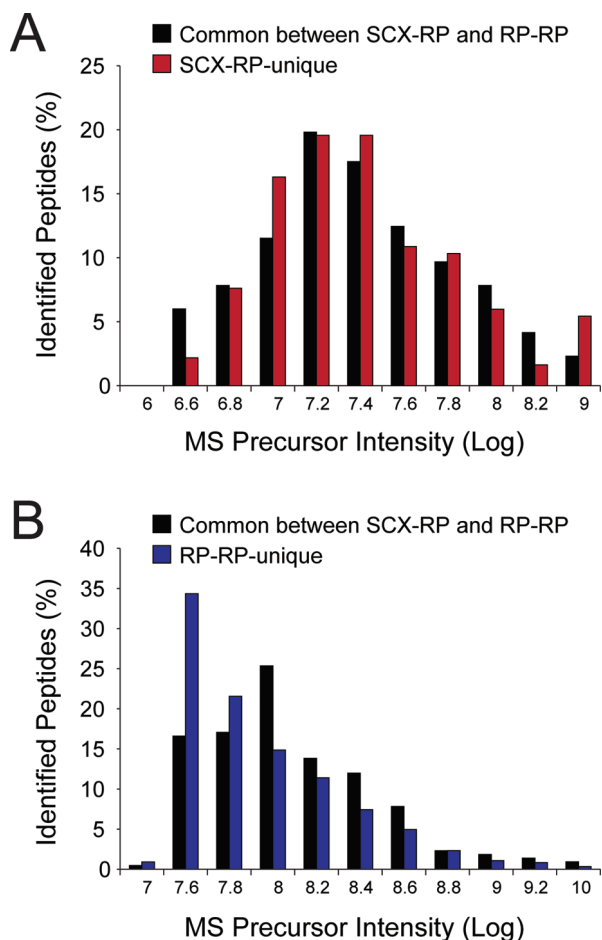 A
Common between SCX-RP and RP-RP
SCX-RP-unique
Identified Peptides (%)
25
20
15
10
5
0
6 6.6 6.8 7 7.2 7.4 7.6 7.8 8 8.2 9
MS Precursor Intensity (Log)
B
Common between SCX-RP and RP-RP
RP-RP-unique
Identified Peptides (%)
40
35
30
25
20
15
10
5
0
7 7.6 7.8 8 8.2 8.4 8.6 8.8 9 9.2 10
MS Precursor Intensity (Log)